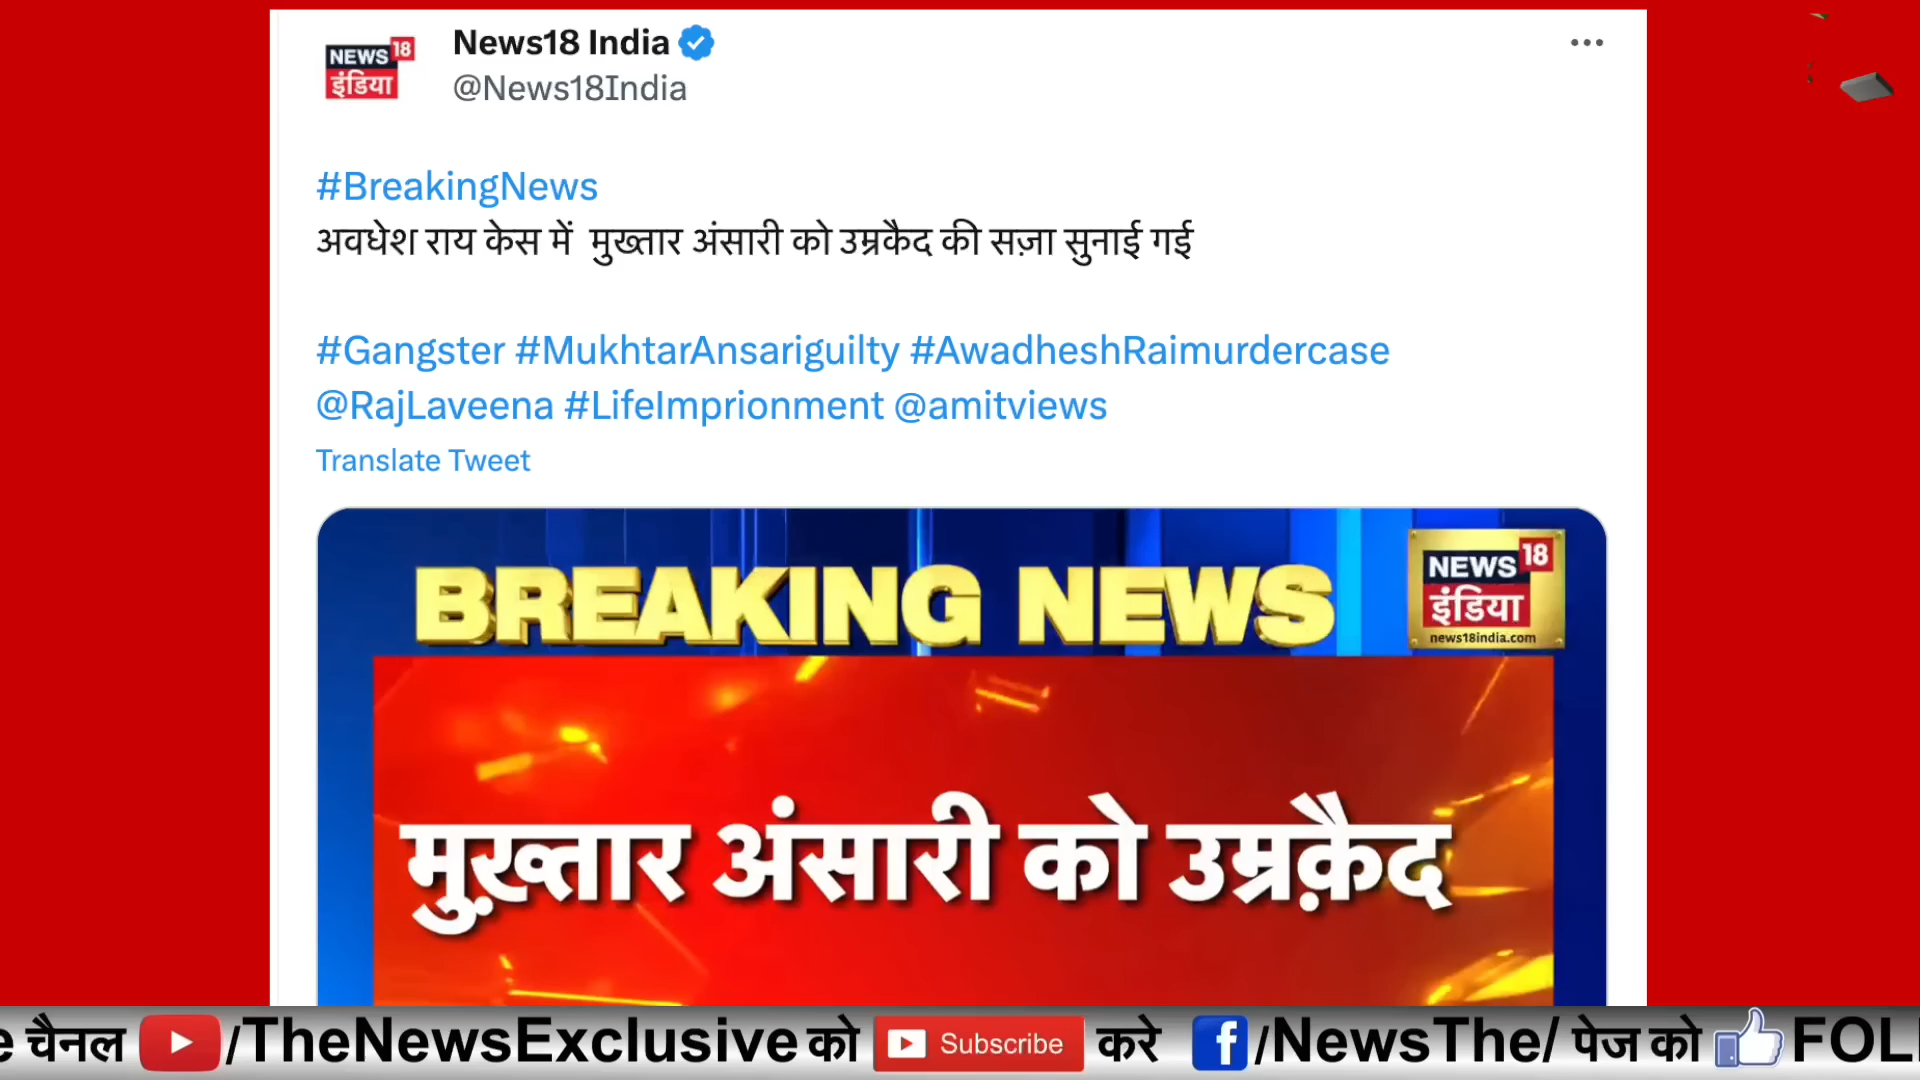 NEWS 18
इंडिया
News18 India
@News18India
#BreakingNews
अवधेश राय केस में मुख्तार अंसारी को उम्रकैद की सज़ा सुनाई गई
#Gangster #MukhtarAnsariguilty #AwadheshRaimurdercase
@RajLaveena #LifeImprionment @amitviews
Translate Tweet
BREAKING NEWS
NEWS 18
इंडिया
news18india.com
मुख़्तार अंसारी को उम्रक़ैद
e चैनल /TheNewsExclusive को Subscribe करे f /NewsThe/ पेज को FOLL